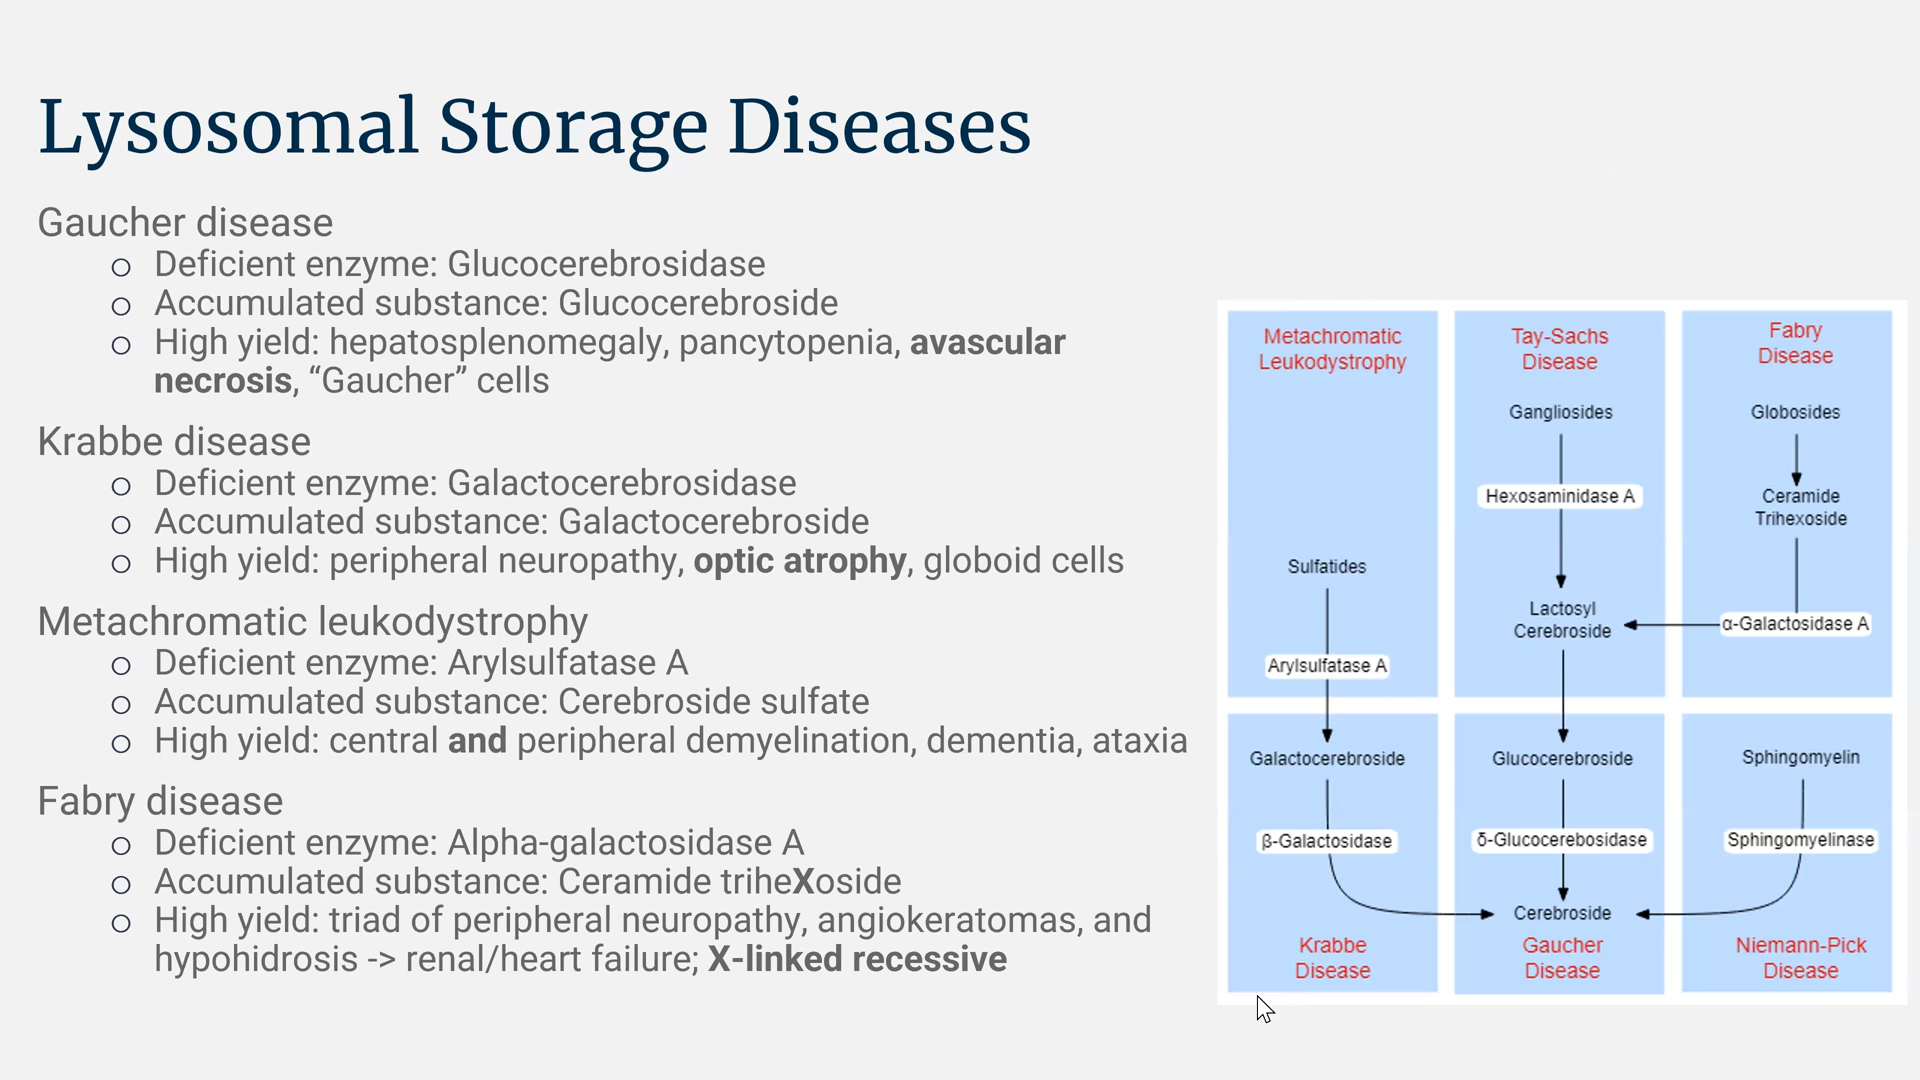 Lysosomal Storage Diseases
Gaucher disease
○ Deficient enzyme: Glucocerebrosidase
○ Accumulated substance: Glucocerebroside
○ High yield: hepatosplenomegaly, pancytopenia, avascular
necrosis, “Gaucher” cells
Krabbe disease
○ Deficient enzyme: Galactocerebrosidase
○ Accumulated substance: Galactocerebroside
○ High yield: peripheral neuropathy, optic atrophy, globoid cells
Metachromatic leukodystrophy
○ Deficient enzyme: Arylsulfatase A
○ Accumulated substance: Cerebroside sulfate
○ High yield: central and peripheral demyelination, dementia, ataxia
Fabry disease
○ Deficient enzyme: Alpha-galactosidase A
○ Accumulated substance: Ceramide triheXoside
○ High yield: triad of peripheral neuropathy, angiokeratomas, and
hypohidrosis -> renal/heart failure; X-linked recessive
Metachromatic
Leukodystrophy
Sulfatides
Arylsulfatase A
Tay-Sachs
Disease
Gangliosides
Hexosaminidase A
Lactosyl
Cerebroside
Fabry
Disease
Globosides
Ceramide
Trihexoside
α-Galactosidase A
Galactocerebroside
β-Galactosidase
Krabbe
Disease
Glucocerebroside
δ-Glucocerebosidase
Cerebroside
Gaucher
Disease
Sphingomyelin
Sphingomyelinase
Niemann-Pick
Disease